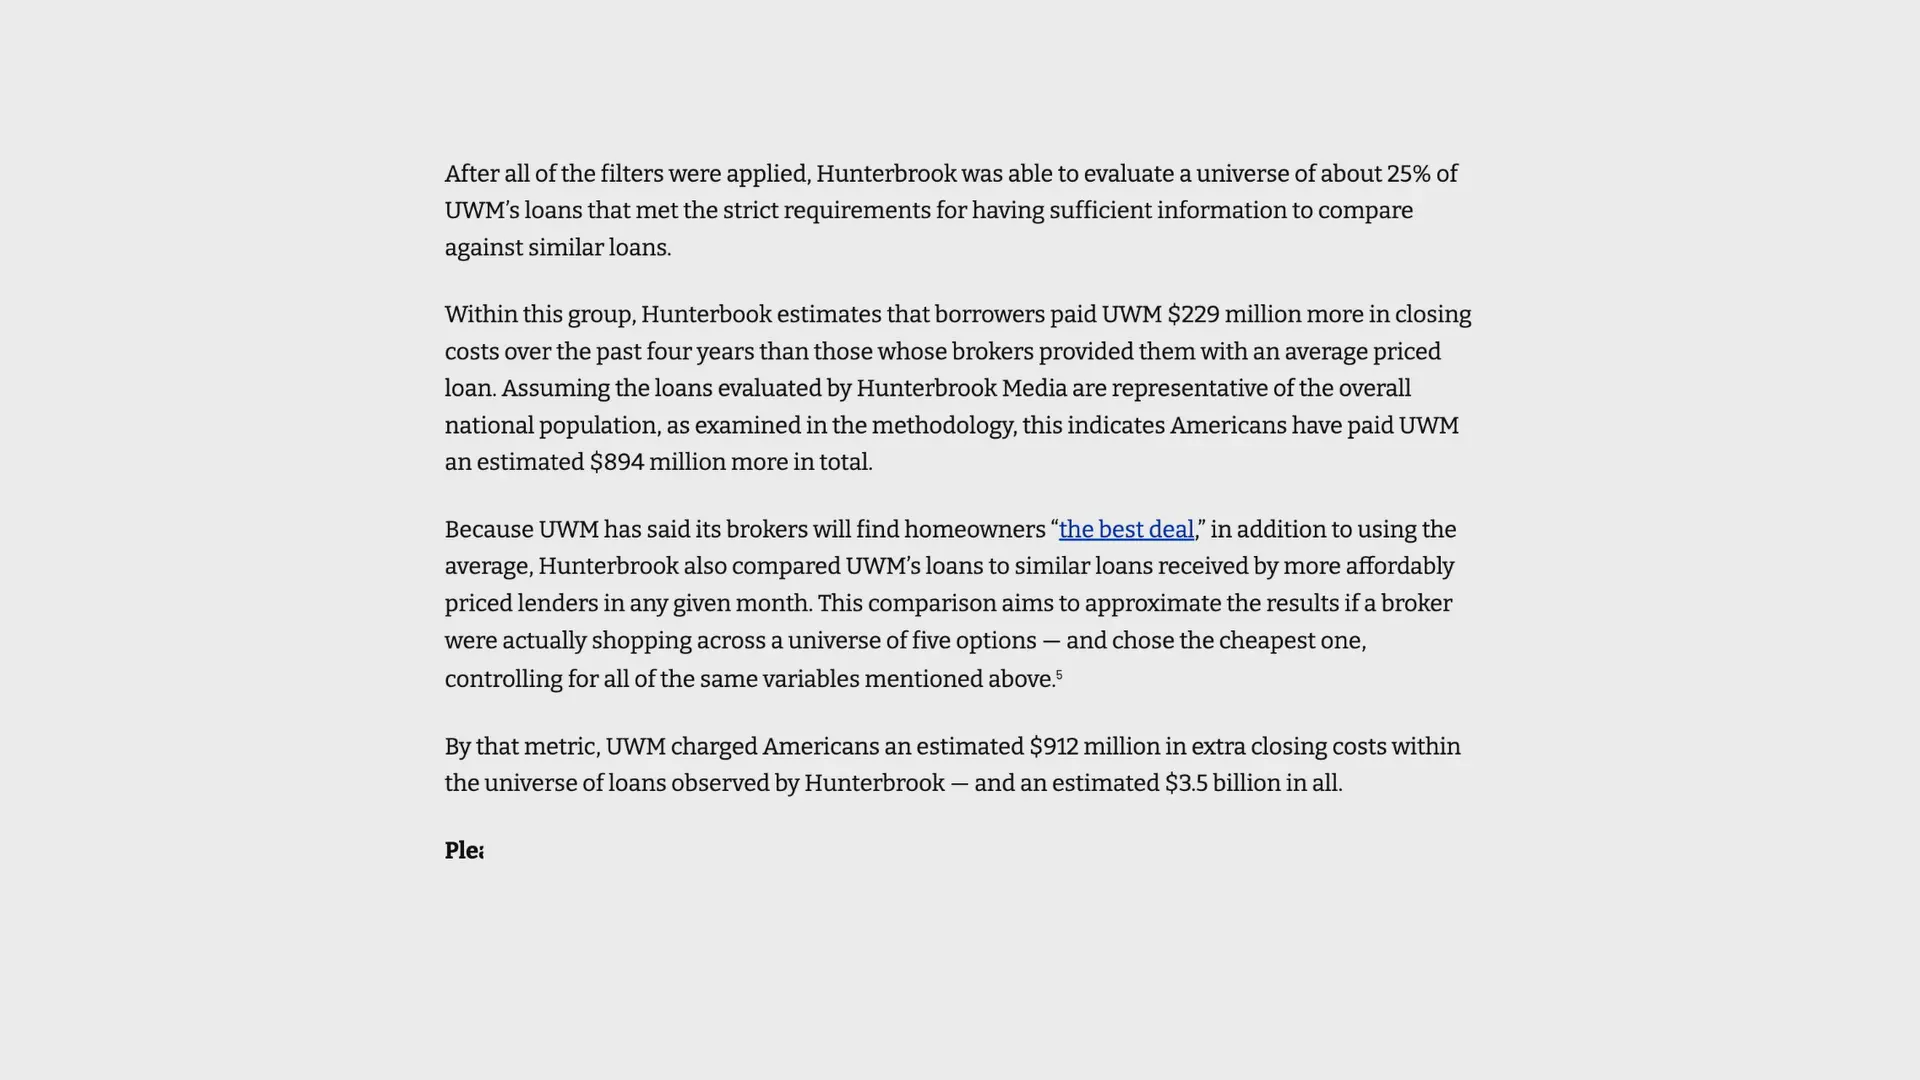 After all of the filters were applied, Hunterbrook was able to evaluate a universe of about 25% of
UWM’s loans that met the strict requirements for having sufficient information to compare
against similar loans.
Within this group, Hunterbook estimates that borrowers paid UWM $229 million more in closing
costs over the past four years than those whose brokers provided them with an average priced
loan. Assuming the loans evaluated by Hunterbrook Media are representative of the overall
national population, as examined in the methodology, this indicates Americans have paid UWM
an estimated $894 million more in total.
Because UWM has said its brokers will find homeowners “the best deal,” in addition to using the
average, Hunterbrook also compared UWM’s loans to similar loans received by more affordably
priced lenders in any given month. This comparison aims to approximate the results if a broker
were actually shopping across a universe of five options — and chose the cheapest one,
controlling for all of the same variables mentioned above.⁵
By that metric, UWM charged Americans an estimated $912 million in extra closing costs within
the universe of loans observed by Hunterbrook — and an estimated $3.5 billion in all.